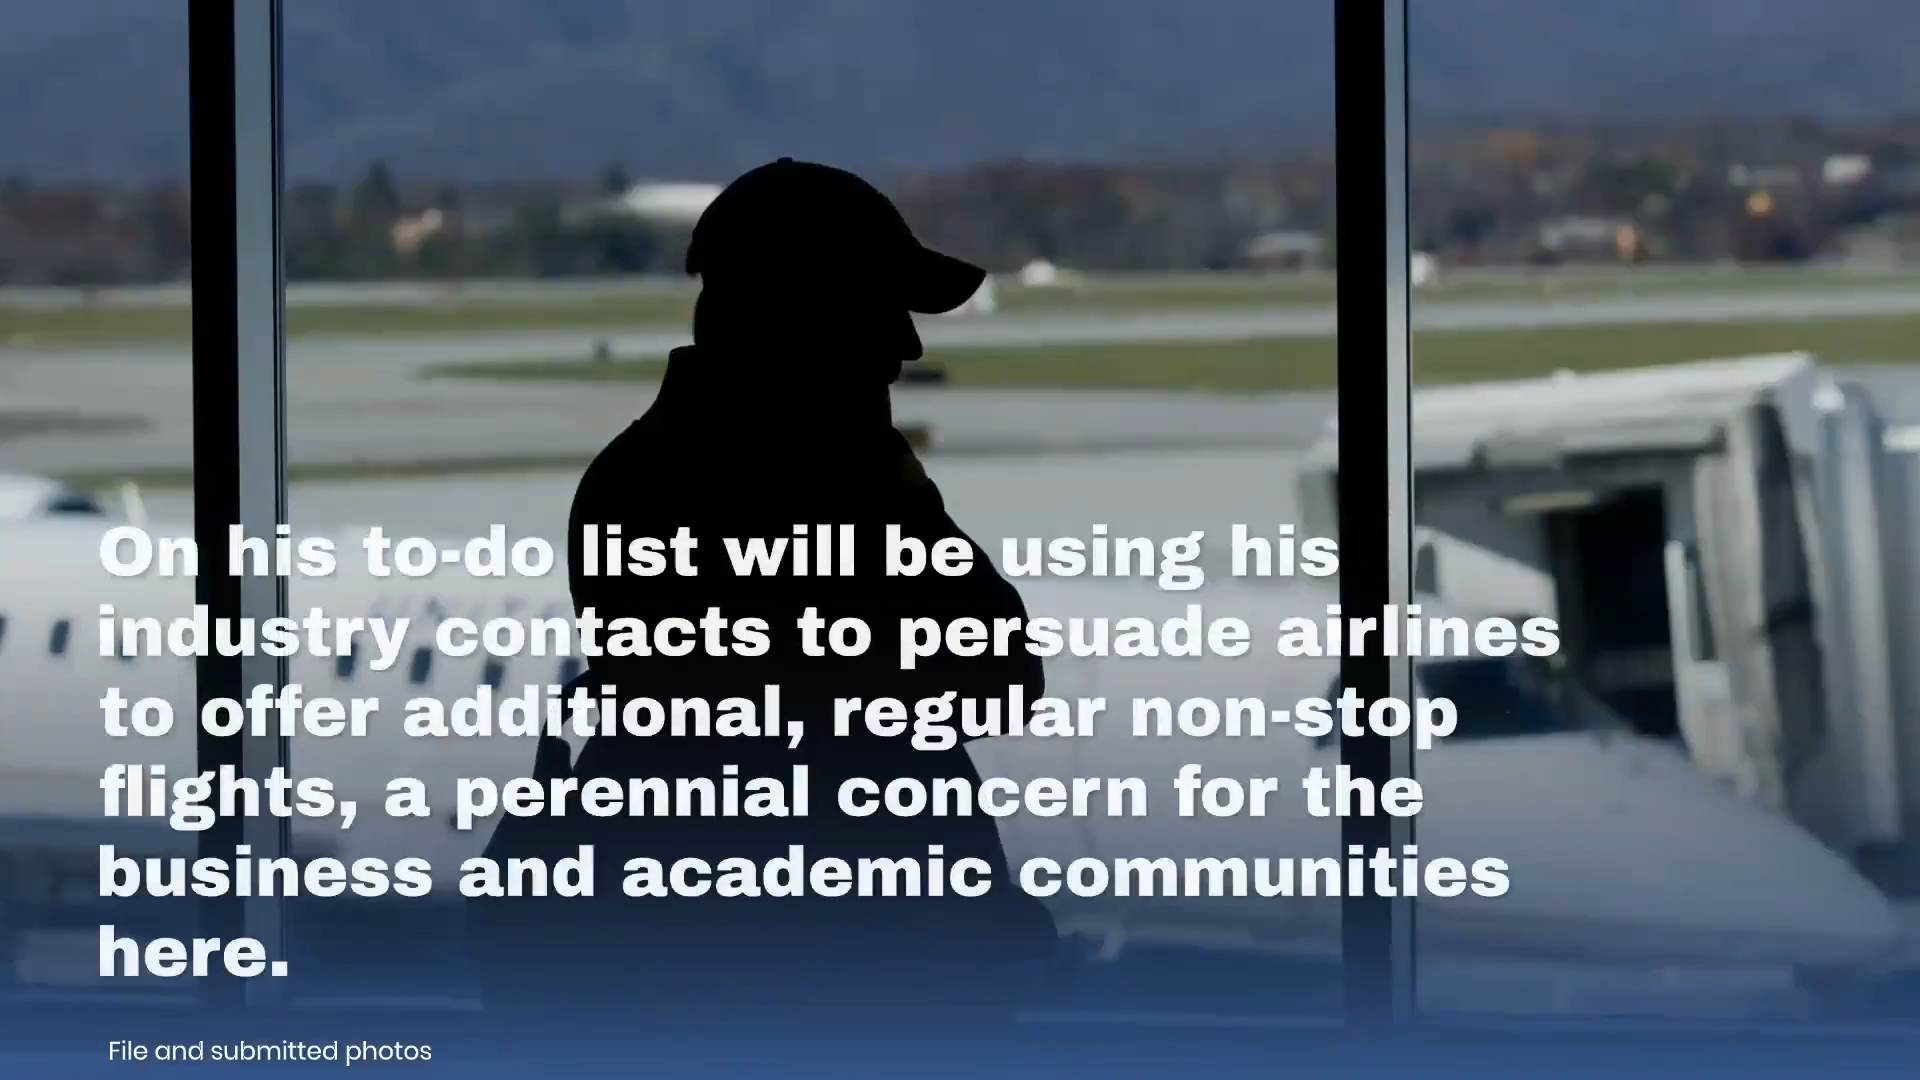 On his to-do list will be using his
industry contacts to persuade airlines
to offer additional, regular non-stop
flights, a perennial concern for the
business and academic communities
here.
File and submitted photos